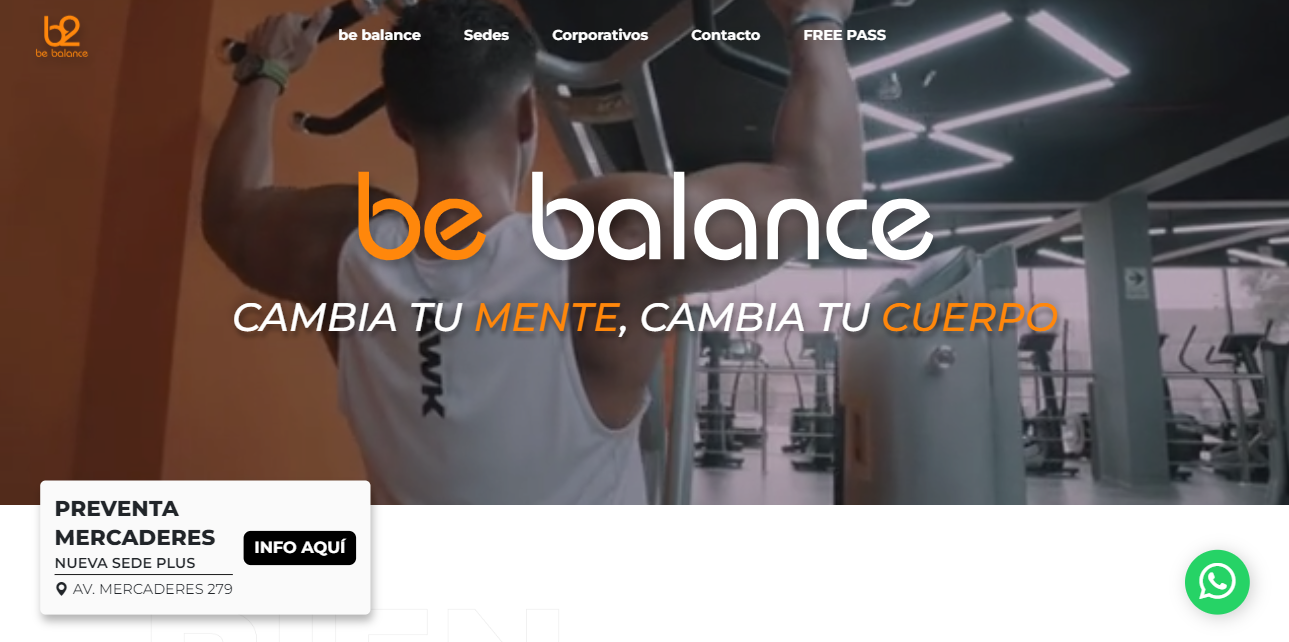 b2
be balance
be balance
Sedes
Corporativos
Contacto
FREE PASS
be balance
CAMBIA TU MENTE, CAMBIA TU CUERPO
PREVENTA
MERCADERES
NUEVA SEDE PLUS
AV. MERCADERES 279
INFO AQUÍ